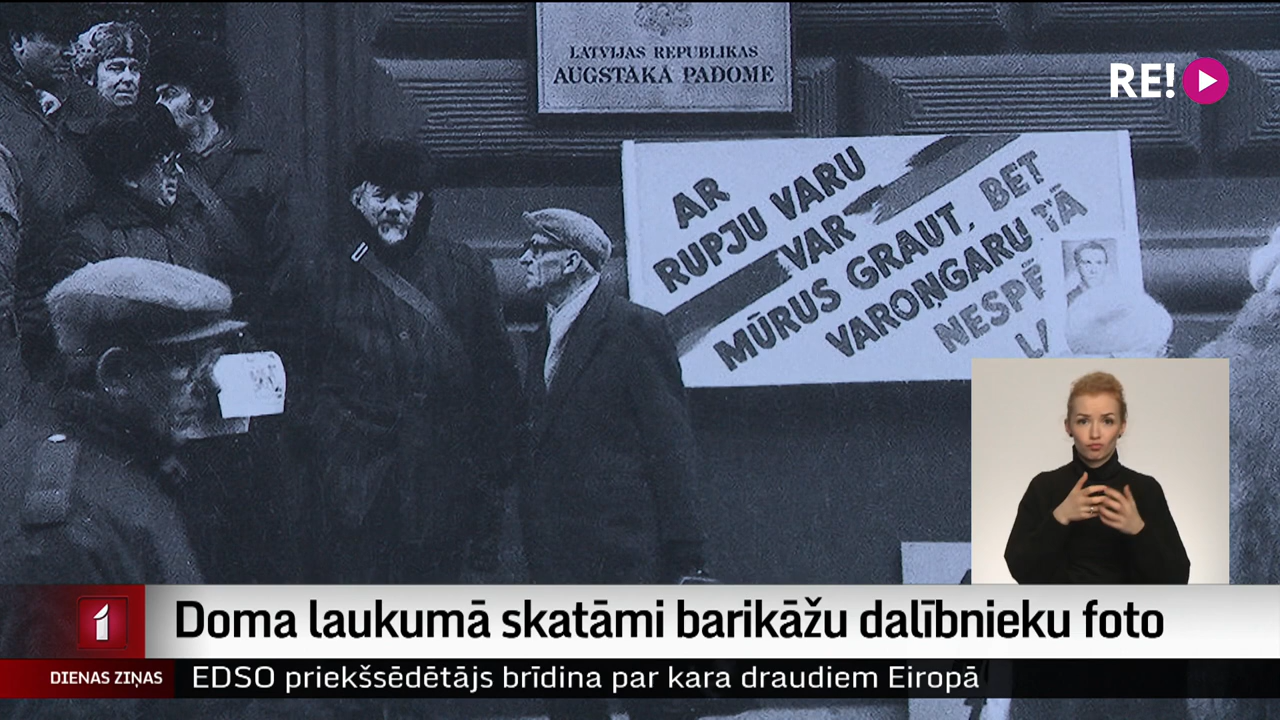 LATVIJAS REPUBLIKAS
AUGSTĀKĀ PADOME
RE!
AR
RUPJU VARU
VAR
MŪRUS GRAUT, BET
VARONGARU TĀ
NESPĒ
1
Doma laukumā skatāmi barikāžu dalībnieku foto
DIENAS ZIŅAS
EDSO priekšsēdētājs brīdina par kara draudiem Eiropā